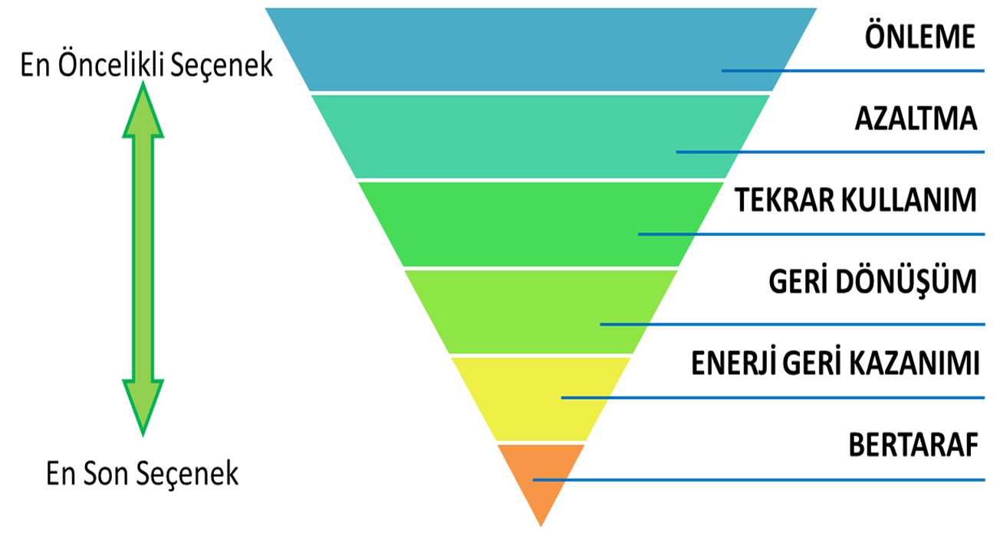 ÖNLEME
En Öncelikli Seçenek
AZALTMA
TEKRAR KULLANIM
GERİ DÖNÜŞÜM
ENERJİ GERİ KAZANIMI
BERTARAF
En Son Seçenek